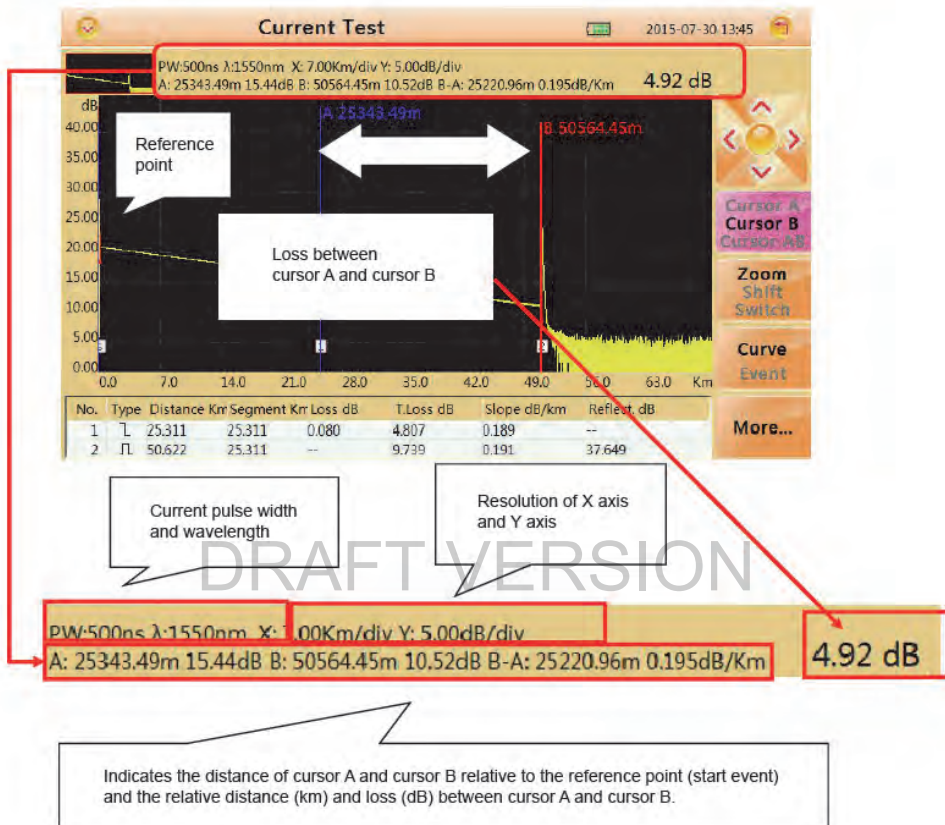 Current Test
2015-07-30 13:45
PW:500ns λ:1550nm X: 7.00Km/div Y: 5.00dB/div
A: 25343.49m 15.44dB B: 50564.45m 10.52dB B-A: 25220.96m 0.195dB/Km
4.92 dB
dB
40.00
35.00
30.00
25.00
20.00
15.00
10.00
5.00
0.00
A 25343.49m
B 50564.45m
Reference
point
Loss between
cursor A and cursor B
1
2
0.0 7.0 14.0 21.0 28.0 35.0 42.0 49.0 56.0 63.0 Km
Cursor A
Cursor B
Cursor AB
Zoom
Shift
Switch
Curve
Event
More...
No. Type Distance Km Segment Km Loss dB T.Loss dB Slope dB/km Reflect. dB
1 25.311 25.311 0.080 4.807 0.189 --
2 50.622 25.311 -- 9.739 0.191 37.649
Current pulse width
and wavelength
Resolution of X axis
and Y axis
DRAFT VERSION
PW:500ns λ:1550nm X: 7.00Km/div Y: 5.00dB/div
A: 25343.49m 15.44dB B: 50564.45m 10.52dB B-A: 25220.96m 0.195dB/Km
4.92 dB
Indicates the distance of cursor A and cursor B relative to the reference point (start event)
and the relative distance (km) and loss (dB) between cursor A and cursor B.